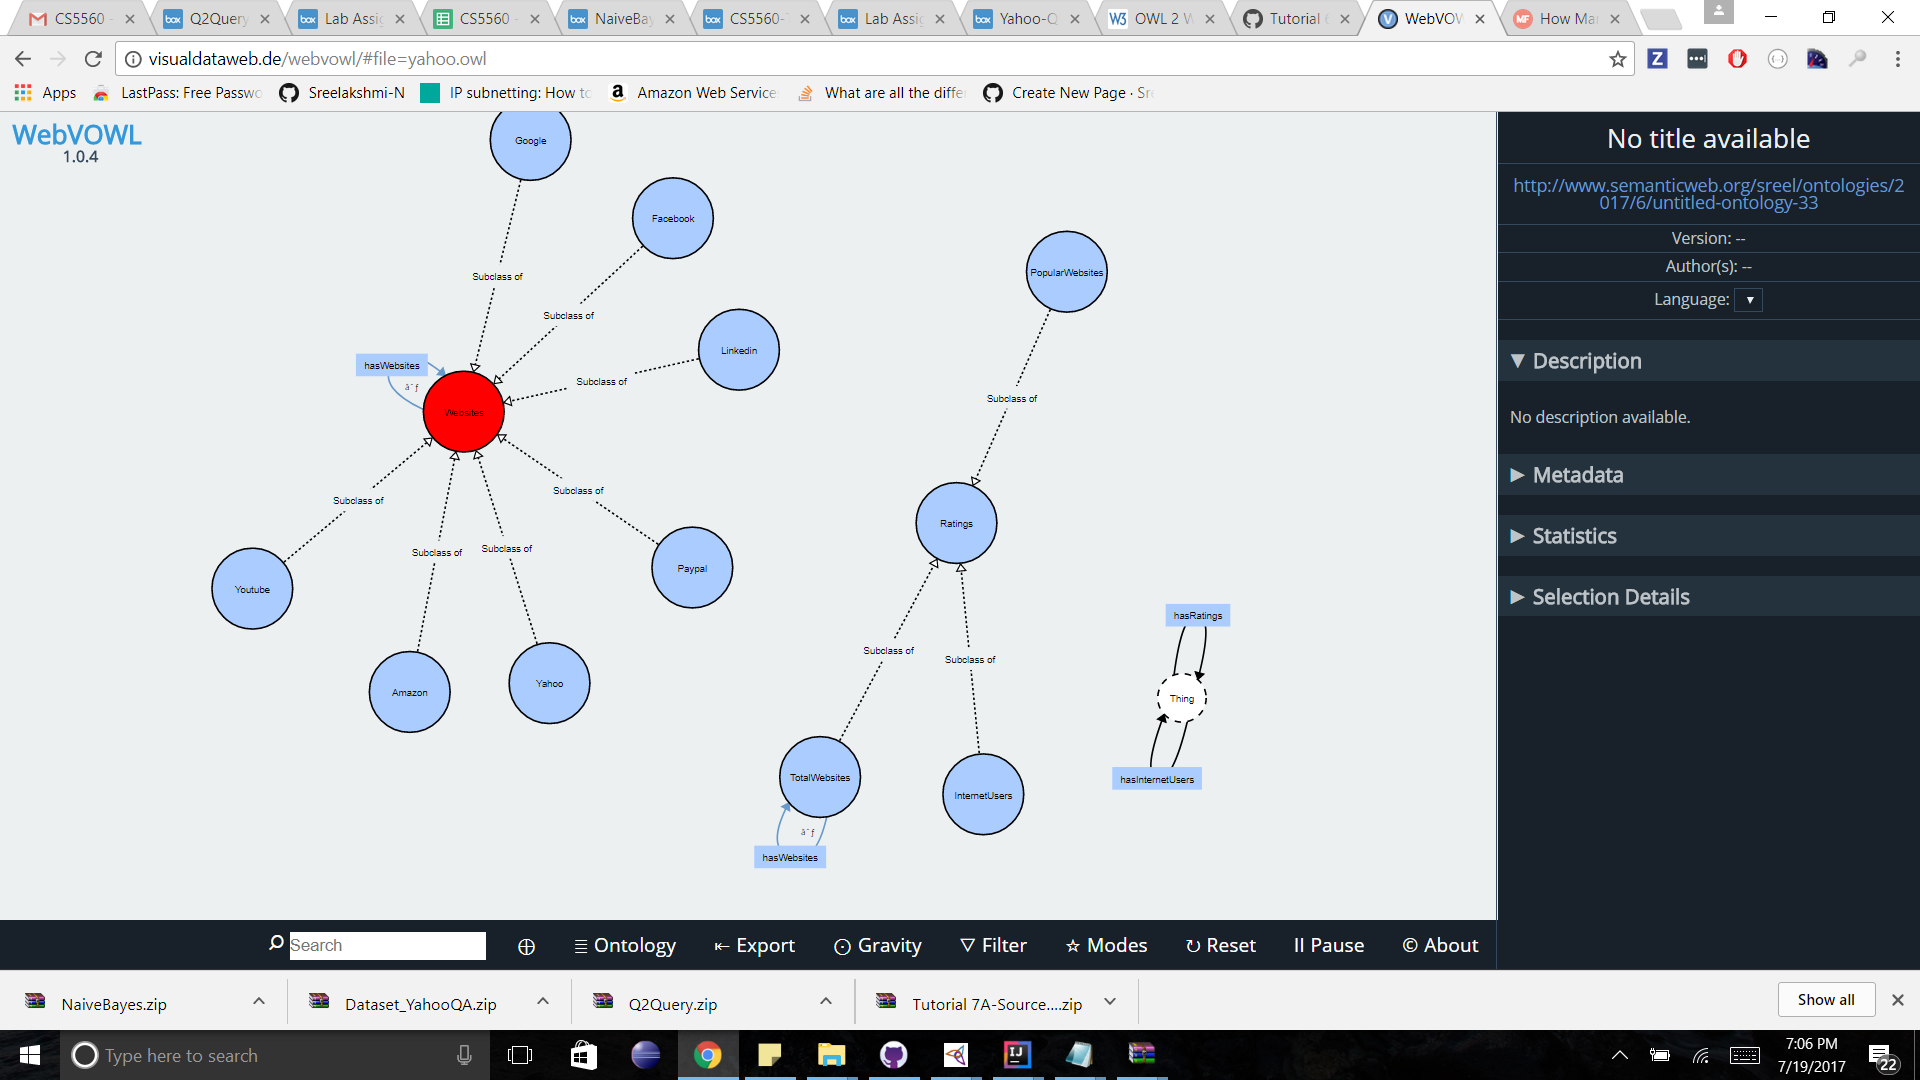 CS5560 -
Q2Query
Lab Assig
CS5560 -
NaiveBay
CS5560-
Lab Assig
Yahoo-Q
OWL 2 W
Tutorial
WebVOW
How Ma
visualdataweb.de/webvowl/#file=yahoo.owl
Apps
LastPass: Free Passwo
Sreelakshmi-N
IP subnetting: How to
Amazon Web Service
What are all the diffe
Create New Page · Sr
WebVOWL
1.0.4
Google
Facebook
Subclass of
Subclass of
Linkedin
Subclass of
hasWebsites
â¨ƒ
Websites
Subclass of
Subclass of
Subclass of
Subclass of
Paypal
Youtube
Amazon
Yahoo
PopularWebsites
Subclass of
Ratings
Subclass of
Subclass of
TotalWebsites
InternetUsers
â¨ƒ
hasWebsites
hasRatings
Thing
hasInternetUsers
No title available
http://www.semanticweb.org/sreel/ontologies/2
017/6/untitled-ontology-33
Version: --
Author(s): --
Language:
Description
No description available.
Metadata
Statistics
Selection Details
Search
Ontology
Export
Gravity
Filter
Modes
Reset
Pause
© About
NaiveBayes.zip
Dataset_YahooQA.zip
Q2Query.zip
Tutorial 7A-Source....zip
Show all
Type here to search
7:06 PM
7/19/2017
22